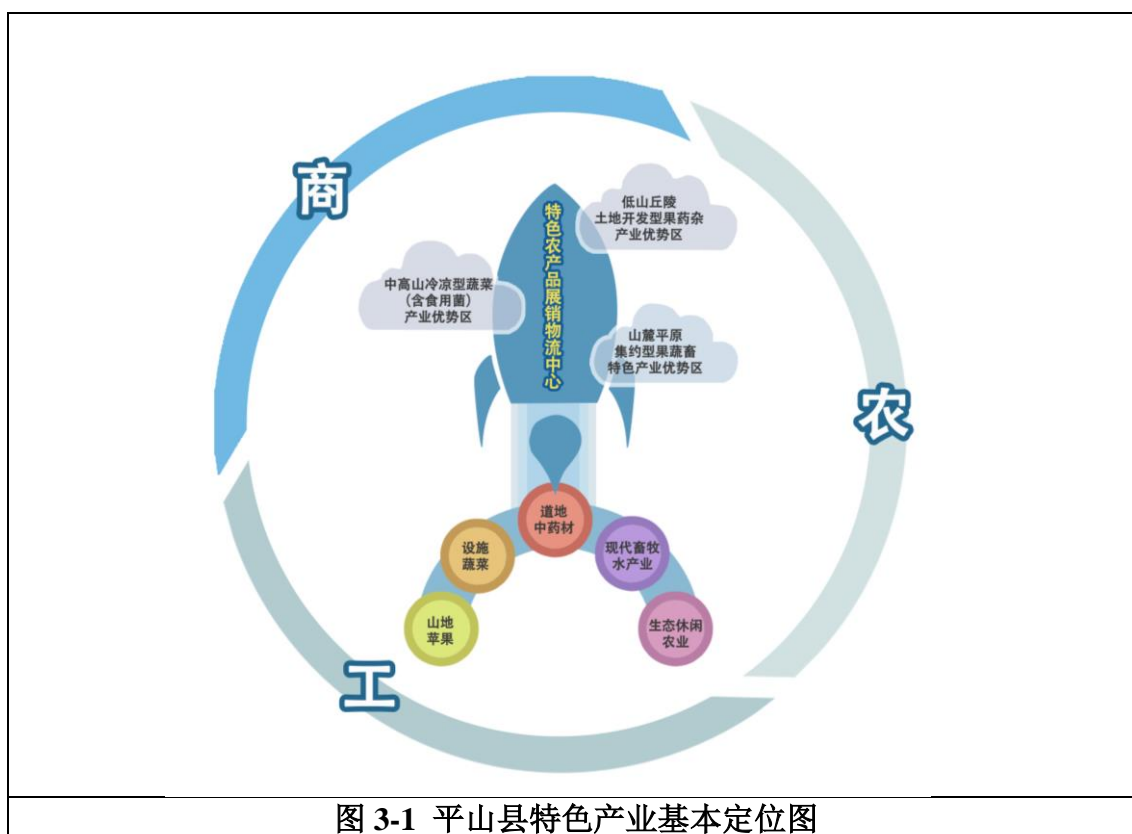 商
低山丘陵
土地开发型果药杂
产业优势区
特色农产品展销物流中心
中高山冷凉型蔬菜
(含食用菌)
产业优势区
山麓平原
集约型果蔬畜
特色产业优势区
农
道地
中药材
设施
蔬菜
现代畜牧
水产业
山地
苹果
生态休闲
农业
工
图 3-1 平山县特色产业基本定位图